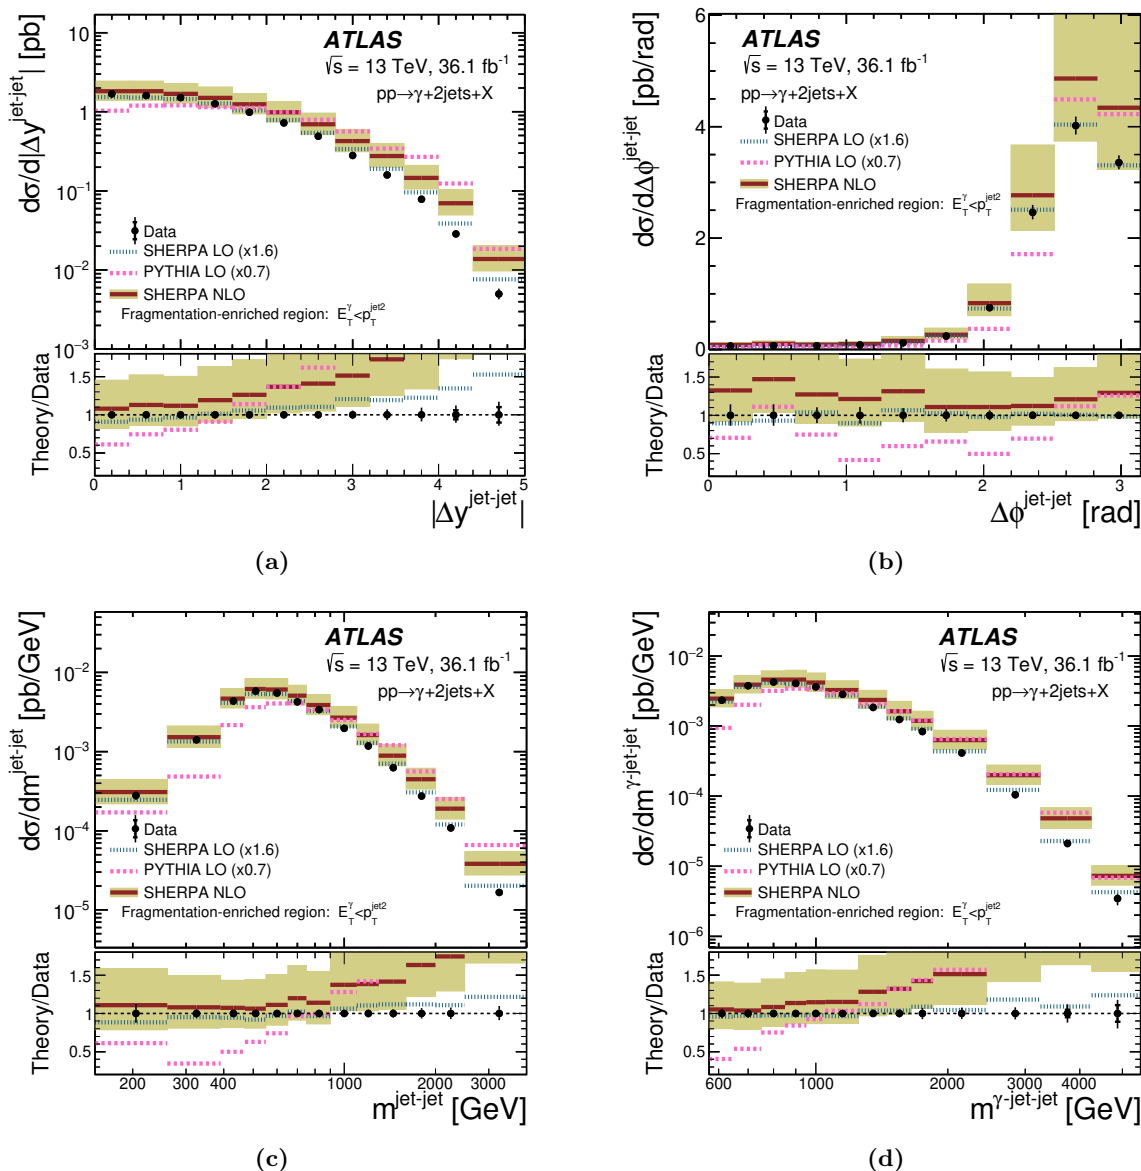 ATLAS
√s = 13 TeV, 36.1 fb⁻¹
pp→γ+2jets+X
dσ/d|Δy^jet-jet| [pb]
10²
10
1
10⁻¹
10⁻²
10⁻³
Data
SHERPA LO (x1.6)
PYTHIA LO (x0.7)
SHERPA NLO
Fragmentation-enriched region: E_T^γ<p_T^jet2
Theory/Data
1.5
1
0.5
0 1 2 3 4 5
|Δy^jet-jet|
(a)
ATLAS
√s = 13 TeV, 36.1 fb⁻¹
pp→γ+2jets+X
dσ/dΔϕ^jet-jet [pb/rad]
6
4
2
0
Data
SHERPA LO (x1.6)
PYTHIA LO (x0.7)
SHERPA NLO
Fragmentation-enriched region: E_T^γ<p_T^jet2
Theory/Data
1.5
1
0.5
0 1 2 3
Δϕ^jet-jet [rad]
(b)
ATLAS
√s = 13 TeV, 36.1 fb⁻¹
pp→γ+2jets+X
dσ/dm^jet-jet [pb/GeV]
10⁻²
10⁻³
10⁻⁴
10⁻⁵
Data
SHERPA LO (x1.6)
PYTHIA LO (x0.7)
SHERPA NLO
Fragmentation-enriched region: E_T^γ<p_T^jet2
Theory/Data
1.5
1
0.5
200 300 400 1000 2000 3000
m^jet-jet [GeV]
(c)
ATLAS
√s = 13 TeV, 36.1 fb⁻¹
pp→γ+2jets+X
dσ/dm^γ-jet-jet [pb/GeV]
10⁻²
10⁻³
10⁻⁴
10⁻⁵
10⁻⁶
Data
SHERPA LO (x1.6)
PYTHIA LO (x0.7)
SHERPA NLO
Fragmentation-enriched region: E_T^γ<p_T^jet2
Theory/Data
1.5
1
0.5
600 1000 2000 3000 4000
m^γ-jet-jet [GeV]
(d)